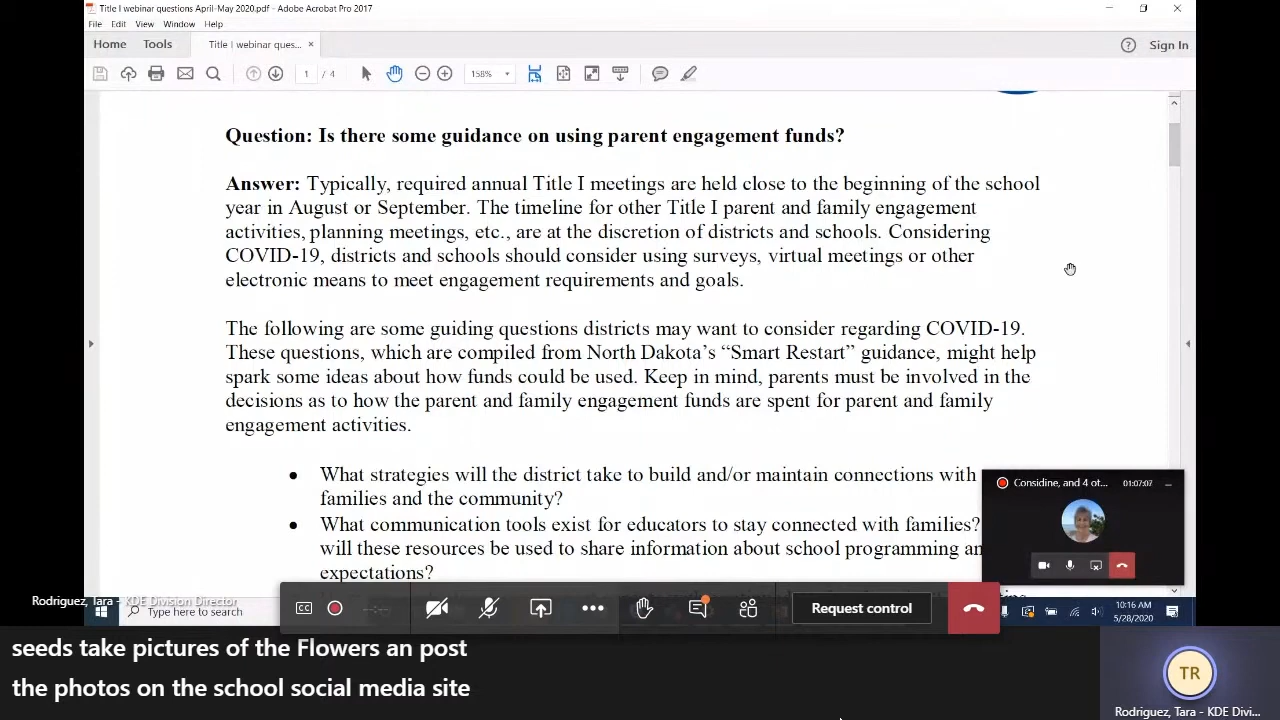 Title I webinar questions April-May 2020.pdf - Adobe Acrobat Pro 2017
File Edit View Window Help
Home Tools Title I webinar ques... × Sign In
1 / 4 158%
Question: Is there some guidance on using parent engagement funds?
Answer: Typically, required annual Title I meetings are held close to the beginning of the school
year in August or September. The timeline for other Title I parent and family engagement
activities, planning meetings, etc., are at the discretion of districts and schools. Considering
COVID-19, districts and schools should consider using surveys, virtual meetings or other
electronic means to meet engagement requirements and goals.
The following are some guiding questions districts may want to consider regarding COVID-19.
These questions, which are compiled from North Dakota's “Smart Restart” guidance, might help
spark some ideas about how funds could be used. Keep in mind, parents must be involved in the
decisions as to how the parent and family engagement funds are spent for parent and family
engagement activities.
• What strategies will the district take to build and/or maintain connections with
families and the community?
• What communication tools exist for educators to stay connected with families?
will these resources be used to share information about school programming an
expectations?
Considine, and 4 ot... 01:07:07
Rodriguez, Tara - KDE Division Director
Type here to search
CC
Request control
10:16 AM
5/28/2020
seeds take pictures of the Flowers an post
the photos on the school social media site
TR
Rodriguez, Tara - KDE Divi...